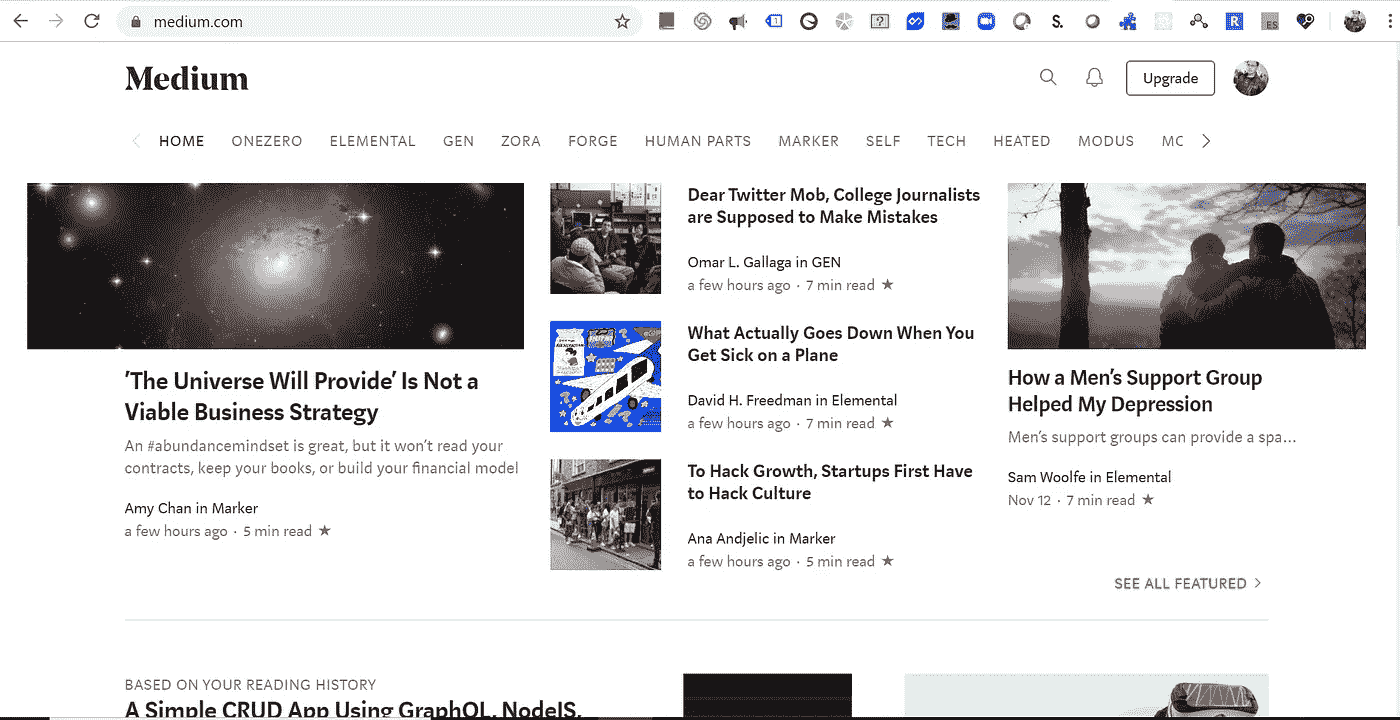 medium.com
S.
?
R
ES
Medium
Upgrade
HOME ONEZERO ELEMENTAL GEN ZORA FORGE HUMAN PARTS MARKER SELF TECH HEATED MODUS MC
‘The Universe Will Provide’ Is Not a
Viable Business Strategy
An #abundancemindset is great, but it won’t read your
contracts, keep your books, or build your financial model
Amy Chan in Marker
a few hours ago · 5 min read ★
Dear Twitter Mob, College Journalists
are Supposed to Make Mistakes
Omar L. Gallaga in GEN
a few hours ago · 7 min read ★
What Actually Goes Down When You
Get Sick on a Plane
David H. Freedman in Elemental
a few hours ago · 7 min read ★
To Hack Growth, Startups First Have
to Hack Culture
Ana Andjelic in Marker
a few hours ago · 5 min read ★
How a Men’s Support Group
Helped My Depression
Men’s support groups can provide a spa...
Sam Woolfe in Elemental
Nov 12 · 7 min read ★
SEE ALL FEATURED
BASED ON YOUR READING HISTORY
A Simple CRUD App Using GraphQL, NodeJS,